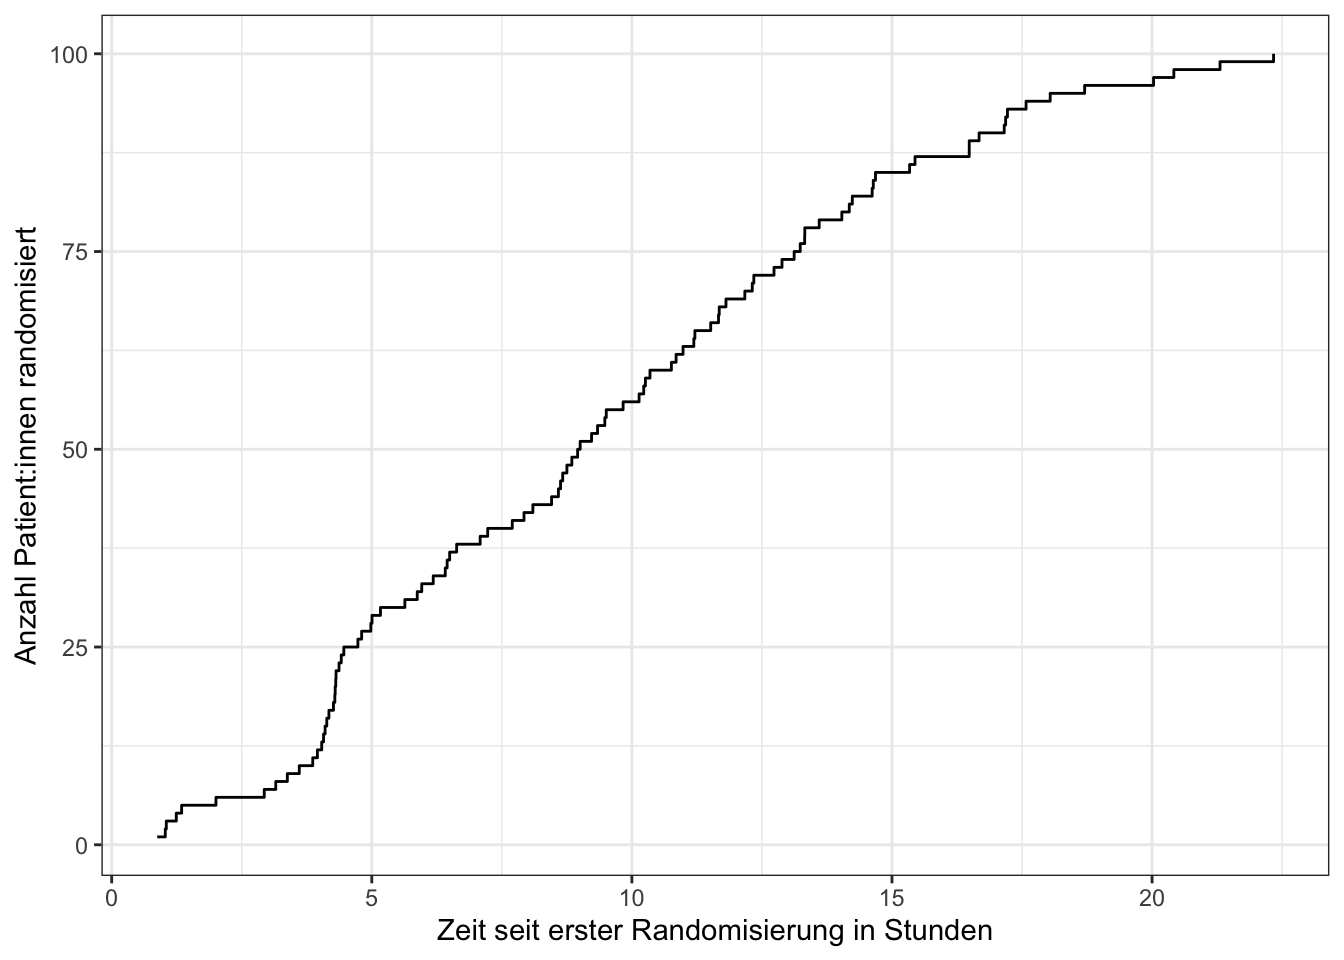 Anzahl Patient:innen randomisiert
100
75
50
25
0
0 5 10 15 20
Zeit seit erster Randomisierung in Stunden